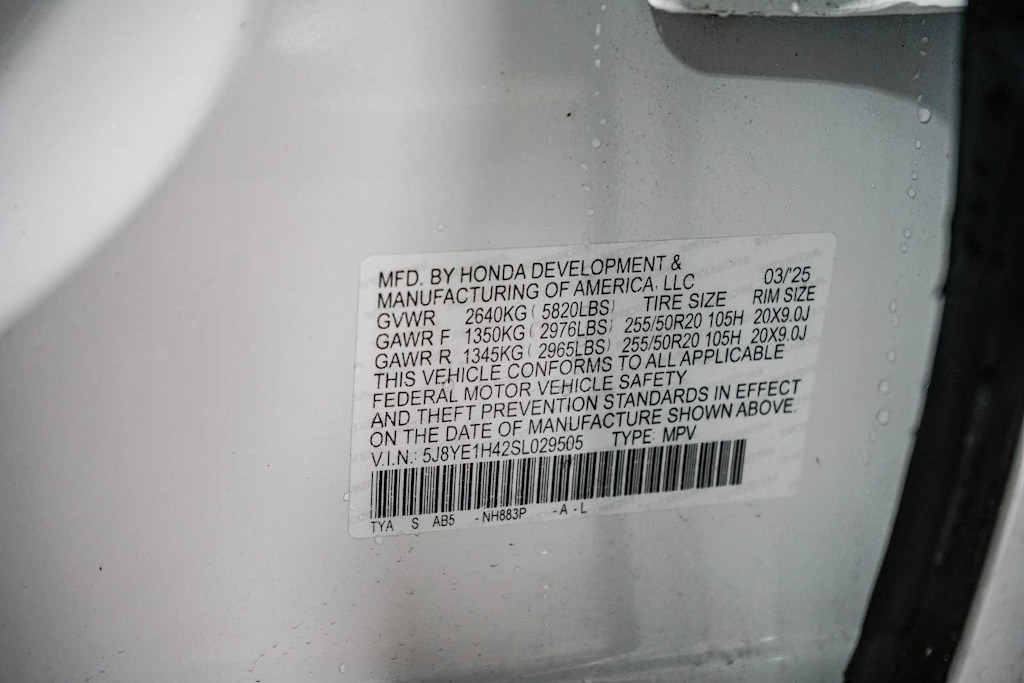 MFD. BY HONDA DEVELOPMENT &
MANUFACTURING OF AMERICA, LLC 03/'25
GVWR 2640KG ( 5820LBS) TIRE SIZE RIM SIZE
GAWR F 1350KG ( 2976LBS) 255/50R20 105H 20X9.0J
GAWR R 1345KG ( 2965LBS) 255/50R20 105H 20X9.0J
THIS VEHICLE CONFORMS TO ALL APPLICABLE
FEDERAL MOTOR VEHICLE SAFETY
AND THEFT PREVENTION STANDARDS IN EFFECT
ON THE DATE OF MANUFACTURE SHOWN ABOVE.
V.I.N.: 5J8YE1H42SL029505 TYPE: MPV
TYA S AB5 - NH883P - A - L